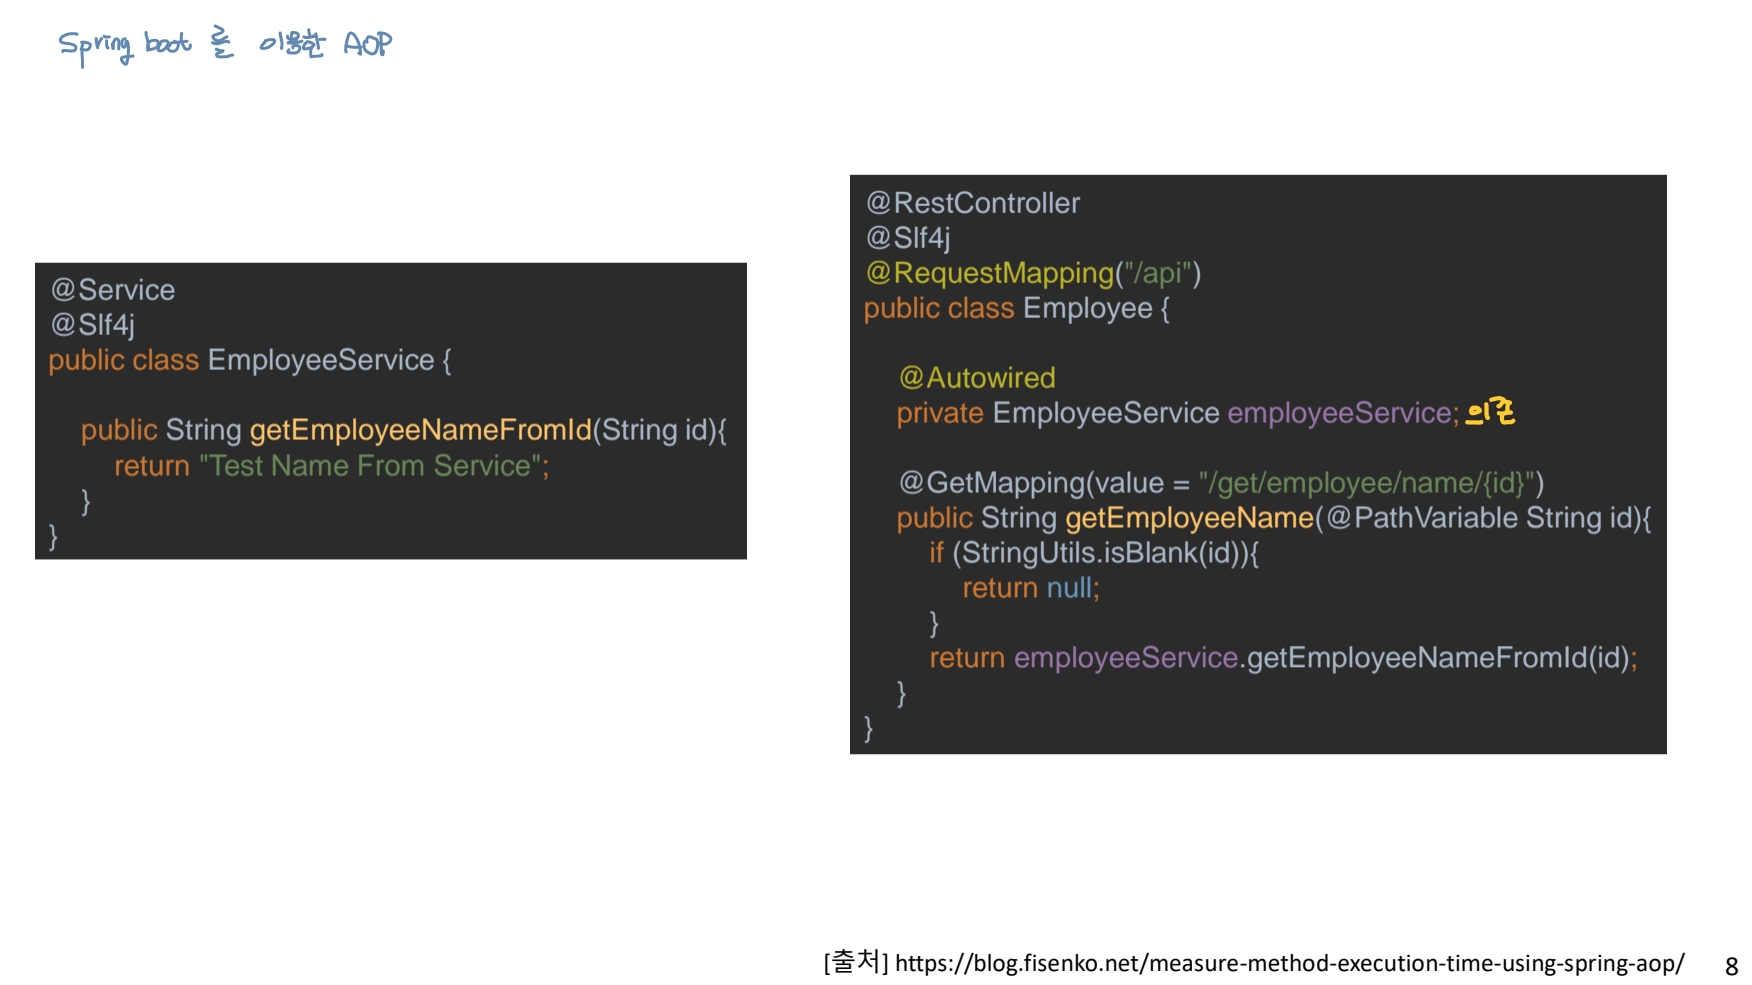 Spring boot 를 이용한 AOP
@Service
@Slf4j
public class EmployeeService {
public String getEmployeeNameFromId(String id){
return "Test Name From Service";
}
}
@RestController
@Slf4j
@RequestMapping("/api")
public class Employee {
@Autowired
private EmployeeService employeeService; 의존
@GetMapping(value = "/get/employee/name/{id}")
public String getEmployeeName(@PathVariable String id){
if (StringUtils.isBlank(id)){
return null;
}
return employeeService.getEmployeeNameFromId(id);
}
}
[출처] https://blog.fisenko.net/measure-method-execution-time-using-spring-aop/
8